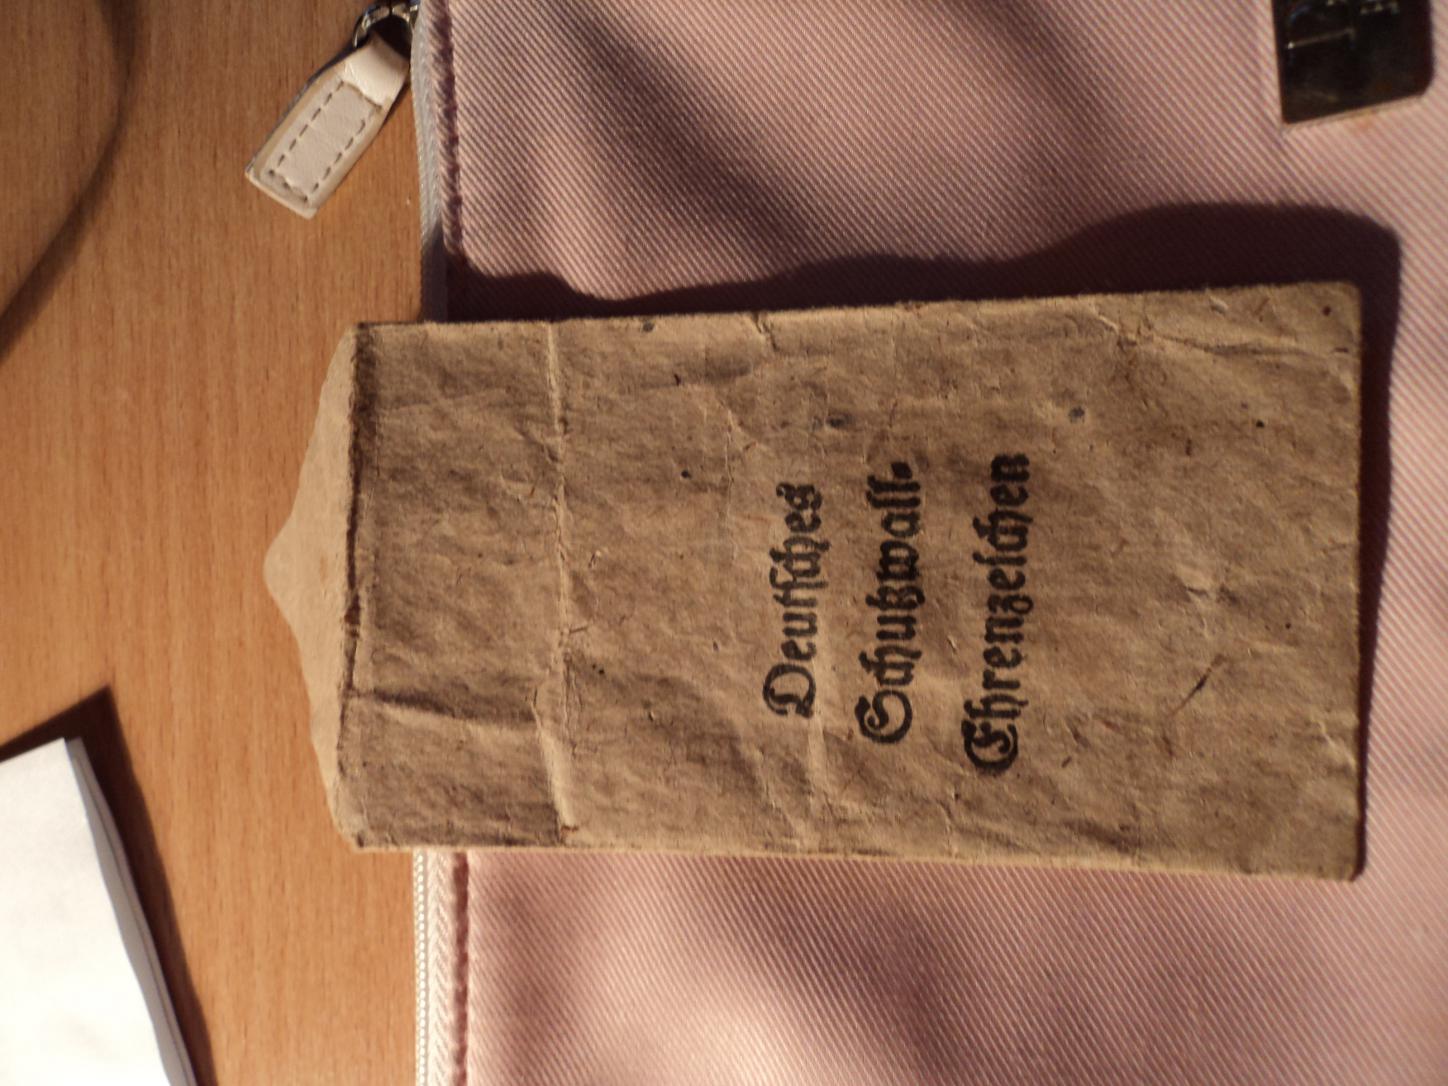 Deutsches
Schutzwall-
Ehrenzeichen